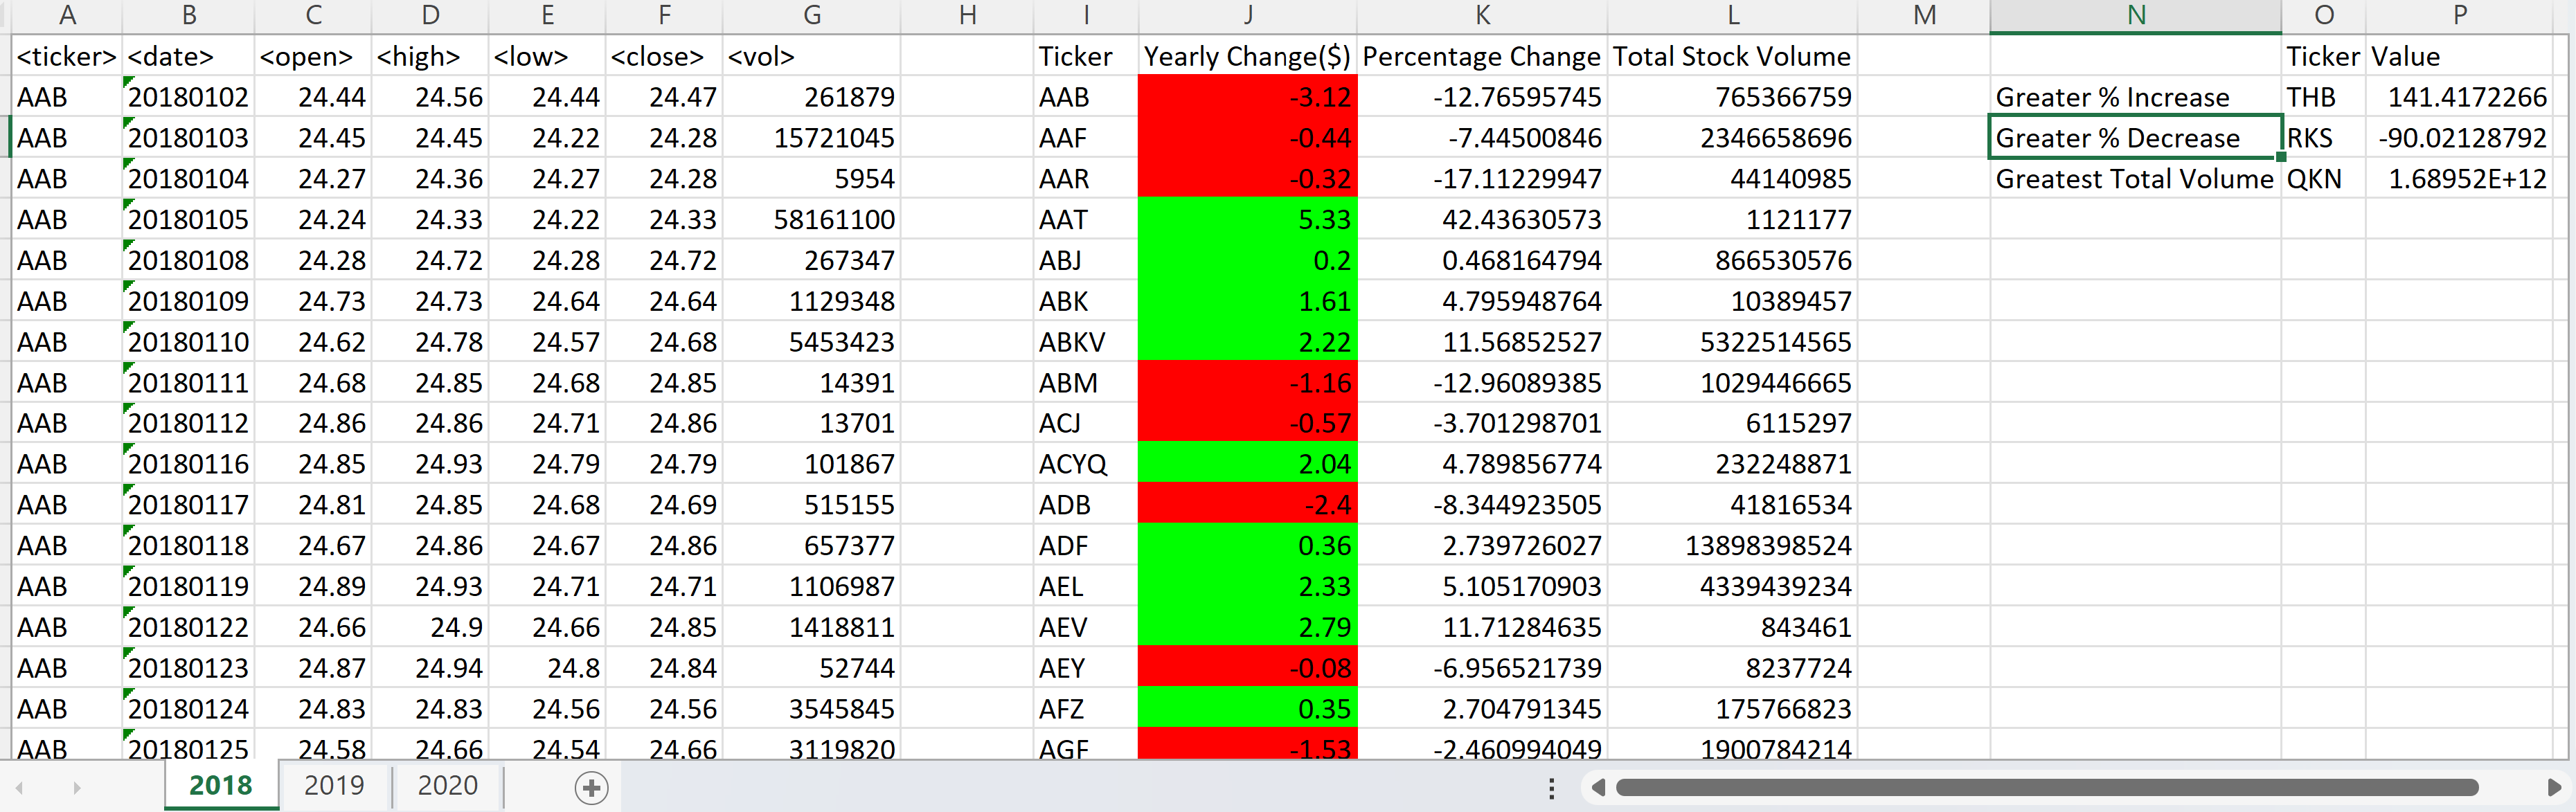 A B C D E F G H I J K L M N O P
<ticker> <date> <open> <high> <low> <close> <vol> Ticker Yearly Change($) Percentage Change Total Stock Volume Ticker Value
AAB 20180102 24.44 24.56 24.44 24.47 261879 AAB -3.12 -12.76595745 765366759 Greater % Increase THB 141.4172266
AAB 20180103 24.45 24.45 24.22 24.28 15721045 AAF -0.44 -7.44500846 2346658696 Greater % Decrease RKS -90.02128792
AAB 20180104 24.27 24.36 24.27 24.28 5954 AAR -0.32 -17.11229947 44140985 Greatest Total Volume QKN 1.68952E+12
AAB 20180105 24.24 24.33 24.22 24.33 58161100 AAT 5.33 42.43630573 1121177
AAB 20180108 24.28 24.72 24.28 24.72 267347 ABJ 0.2 0.468164794 866530576
AAB 20180109 24.73 24.73 24.64 24.64 1129348 ABK 1.61 4.795948764 10389457
AAB 20180110 24.62 24.78 24.57 24.68 5453423 ABKV 2.22 11.56852527 5322514565
AAB 20180111 24.68 24.85 24.68 24.85 14391 ABM -1.16 -12.96089385 1029446665
AAB 20180112 24.86 24.86 24.71 24.86 13701 ACJ -0.57 -3.701298701 6115297
AAB 20180116 24.85 24.93 24.79 24.79 101867 ACYQ 2.04 4.789856774 232248871
AAB 20180117 24.81 24.85 24.68 24.69 515155 ADB -2.4 -8.344923505 41816534
AAB 20180118 24.67 24.86 24.67 24.86 657377 ADF 0.36 2.739726027 13898398524
AAB 20180119 24.89 24.93 24.71 24.71 1106987 AEL 2.33 5.105170903 4339439234
AAB 20180122 24.66 24.9 24.66 24.85 1418811 AEV 2.79 11.71284635 843461
AAB 20180123 24.87 24.94 24.8 24.84 52744 AEY -0.08 -6.956521739 8237724
AAB 20180124 24.83 24.83 24.56 24.56 3545845 AFZ 0.35 2.704791345 175766823
AAB 20180125 24.58 24.66 24.54 24.66 3119820 AGF -1.53 -2.460994049 1900784214
2018 2019 2020